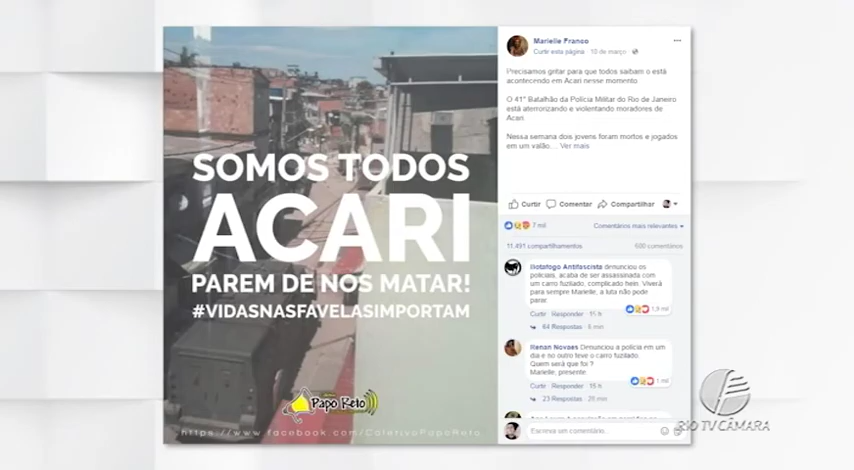 SOMOS TODOS
ACARI
PAREM DE NOS MATAR!
#VIDASNASFAVELASIMPORTAM
Papo Reto
https://www.facebook.com/ColetivoPapoReto
Marielle Franco
Curtir esta página · 10 de março ·
Precisamos gritar para que todos saibam o está
acontecendo em Acari nesse momento.
O 41° Batalhão da Polícia Militar do Rio de Janeiro
está aterrorizando e violentando moradores de
Acari.
Nessa semana dois jovens foram mortos e jogados
em um valão.... Ver mais
Curtir Comentar Compartilhar
7 mil Comentários mais relevantes
11.491 compartilhamentos 600 comentários
Iliotafogo Antifascista denunciou os
policiais, acaba de ser assassinada com
um carro fuzilado, complicado hein. Viverá
para sempre Marielle, a luta não pode
parar.
1,9 mil
Curtir · Responder · 15 h
64 Respostas · 8 min
Ilenan Novaes Denunciou a polícia em um
dia e no outro teve o carro fuzilado.
Quem será que foi ?
Marielle, presente
1 mil
Curtir · Responder · 15 h
23 Respostas · 26 min
Escreva um comentário...
RIO TV CÂMARA